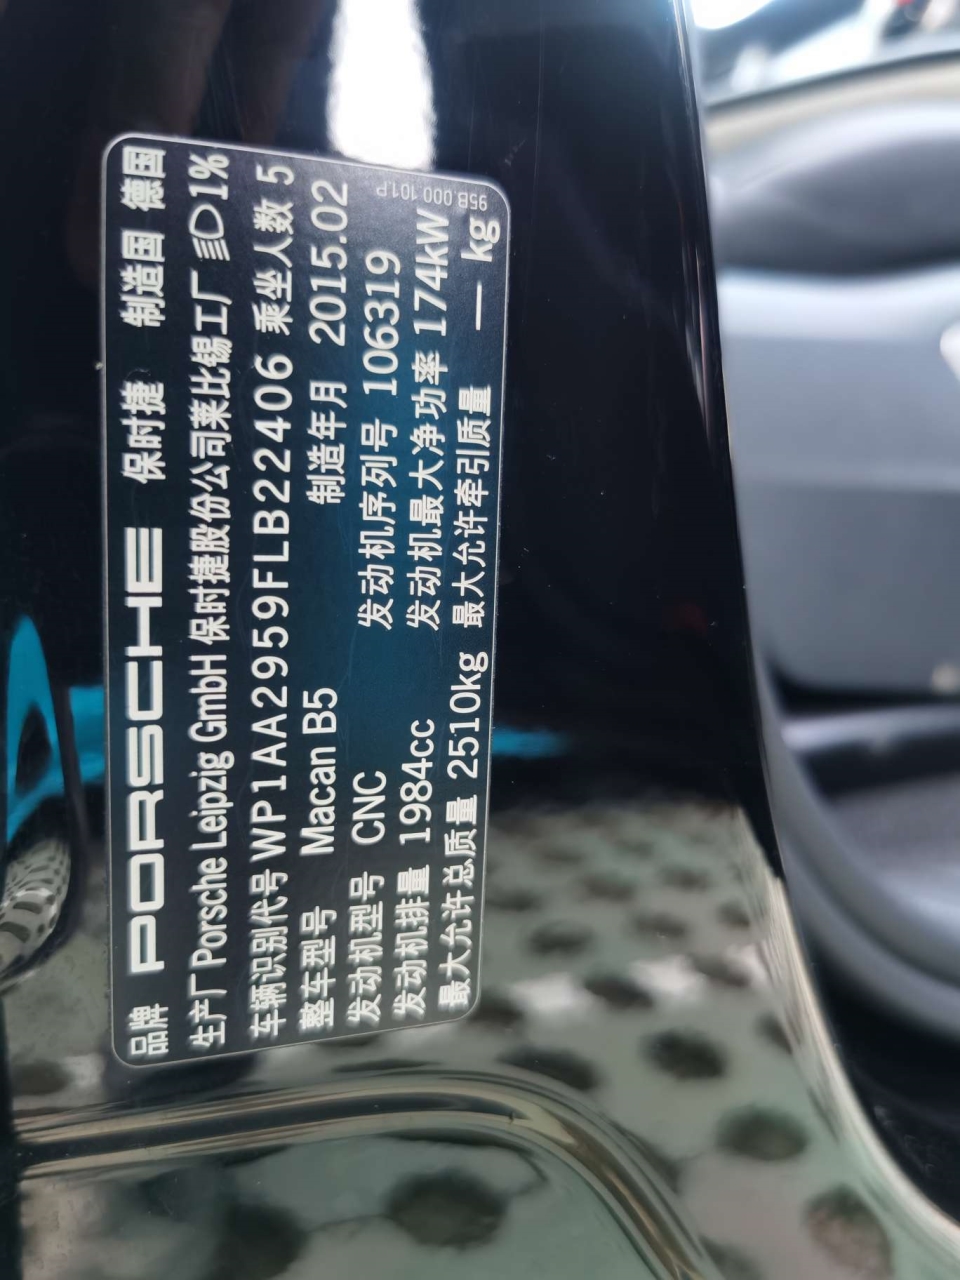 品牌 PORSCHE 保时捷 制造国 德国
生产厂 Porsche Leipzig GmbH 保时捷股份公司莱比锡工厂 1%
车辆识别代号 WP1AA2959FLB22406 乘坐人数 5
整车型号 Macan B5 制造年月 2015.02
发动机型号 CNC 发动机序列号 106319
发动机排量 1984cc 发动机最大净功率 174kW
最大允许总质量 2510kg 最大允许牵引质量 — kg
95B.000.101.P